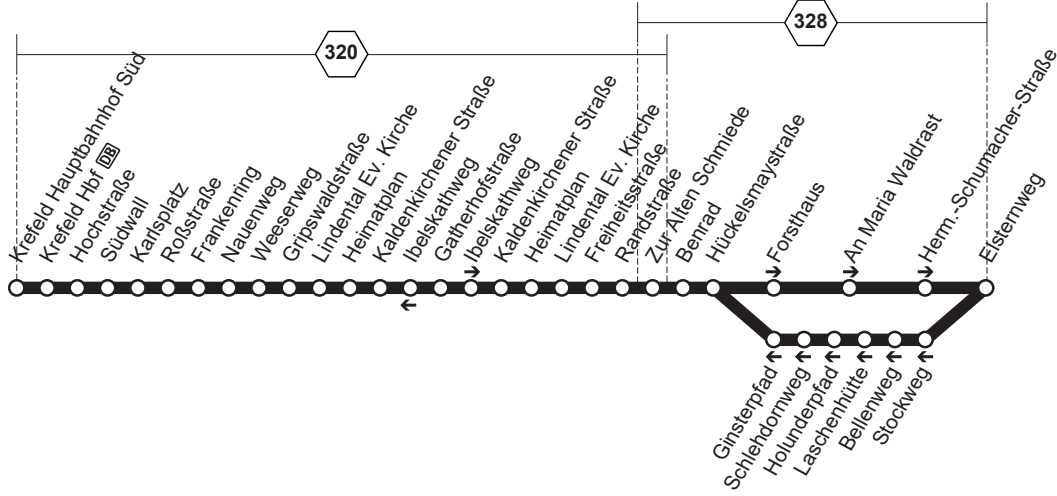 328
320
Krefeld Hauptbahnhof Süd
Krefeld Hbf DB
Hochstraße
Südwall
Karlsplatz
Roßstraße
Frankenring
Nauenweg
Weeserweg
Gripswaldstraße
Lindental Ev. Kirche
Heimatplan
Kaldenkirchener Straße
Ibelskathweg
Gatherhofstraße
Ibelskathweg
Kaldenkirchener Straße
Heimatplan
Lindental Ev. Kirche
Freiheitsstraße
Randstraße
Zur Alten Schmiede
Benrad
Hückelsmaystraße
Forsthaus
An Maria Waldrast
Herm.-Schumacher-Straße
Elsternweg
Ginsterpfad
Schlehdornweg
Holunderpfad
Laschenhütte
Bellenweg
Stockweg